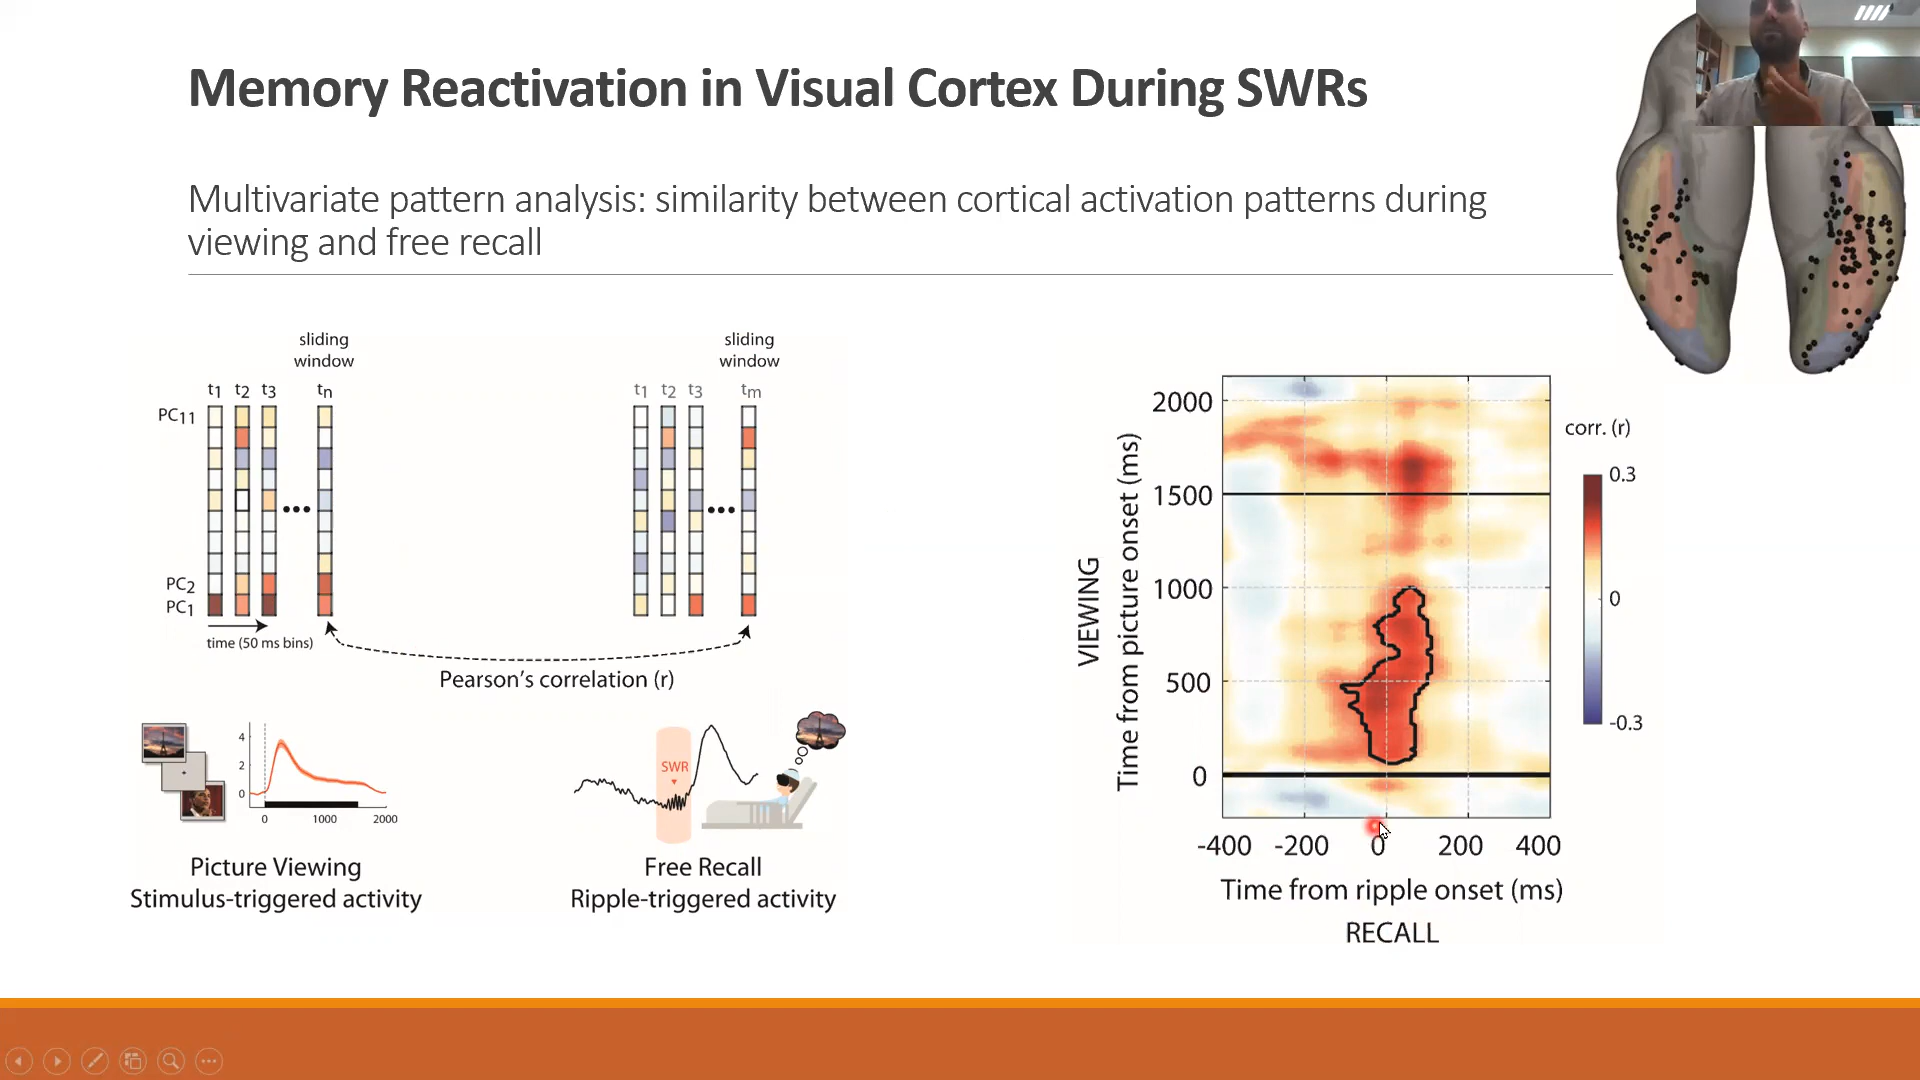 Memory Reactivation in Visual Cortex During SWRs
Multivariate pattern analysis: similarity between cortical activation patterns during
viewing and free recall
sliding
window
t1 t2 t3 tn
PC11
PC2
PC1
time (50 ms bins)
sliding
window
t1 t2 t3 tm
Pearson's correlation (r)
4
2
0
0 1000 2000
Picture Viewing
Stimulus-triggered activity
SWR
Free Recall
Ripple-triggered activity
VIEWING
Time from picture onset (ms)
2000
1500
1000
500
0
-400 -200 0 200 400
Time from ripple onset (ms)
RECALL
corr. (r)
0.3
0
-0.3